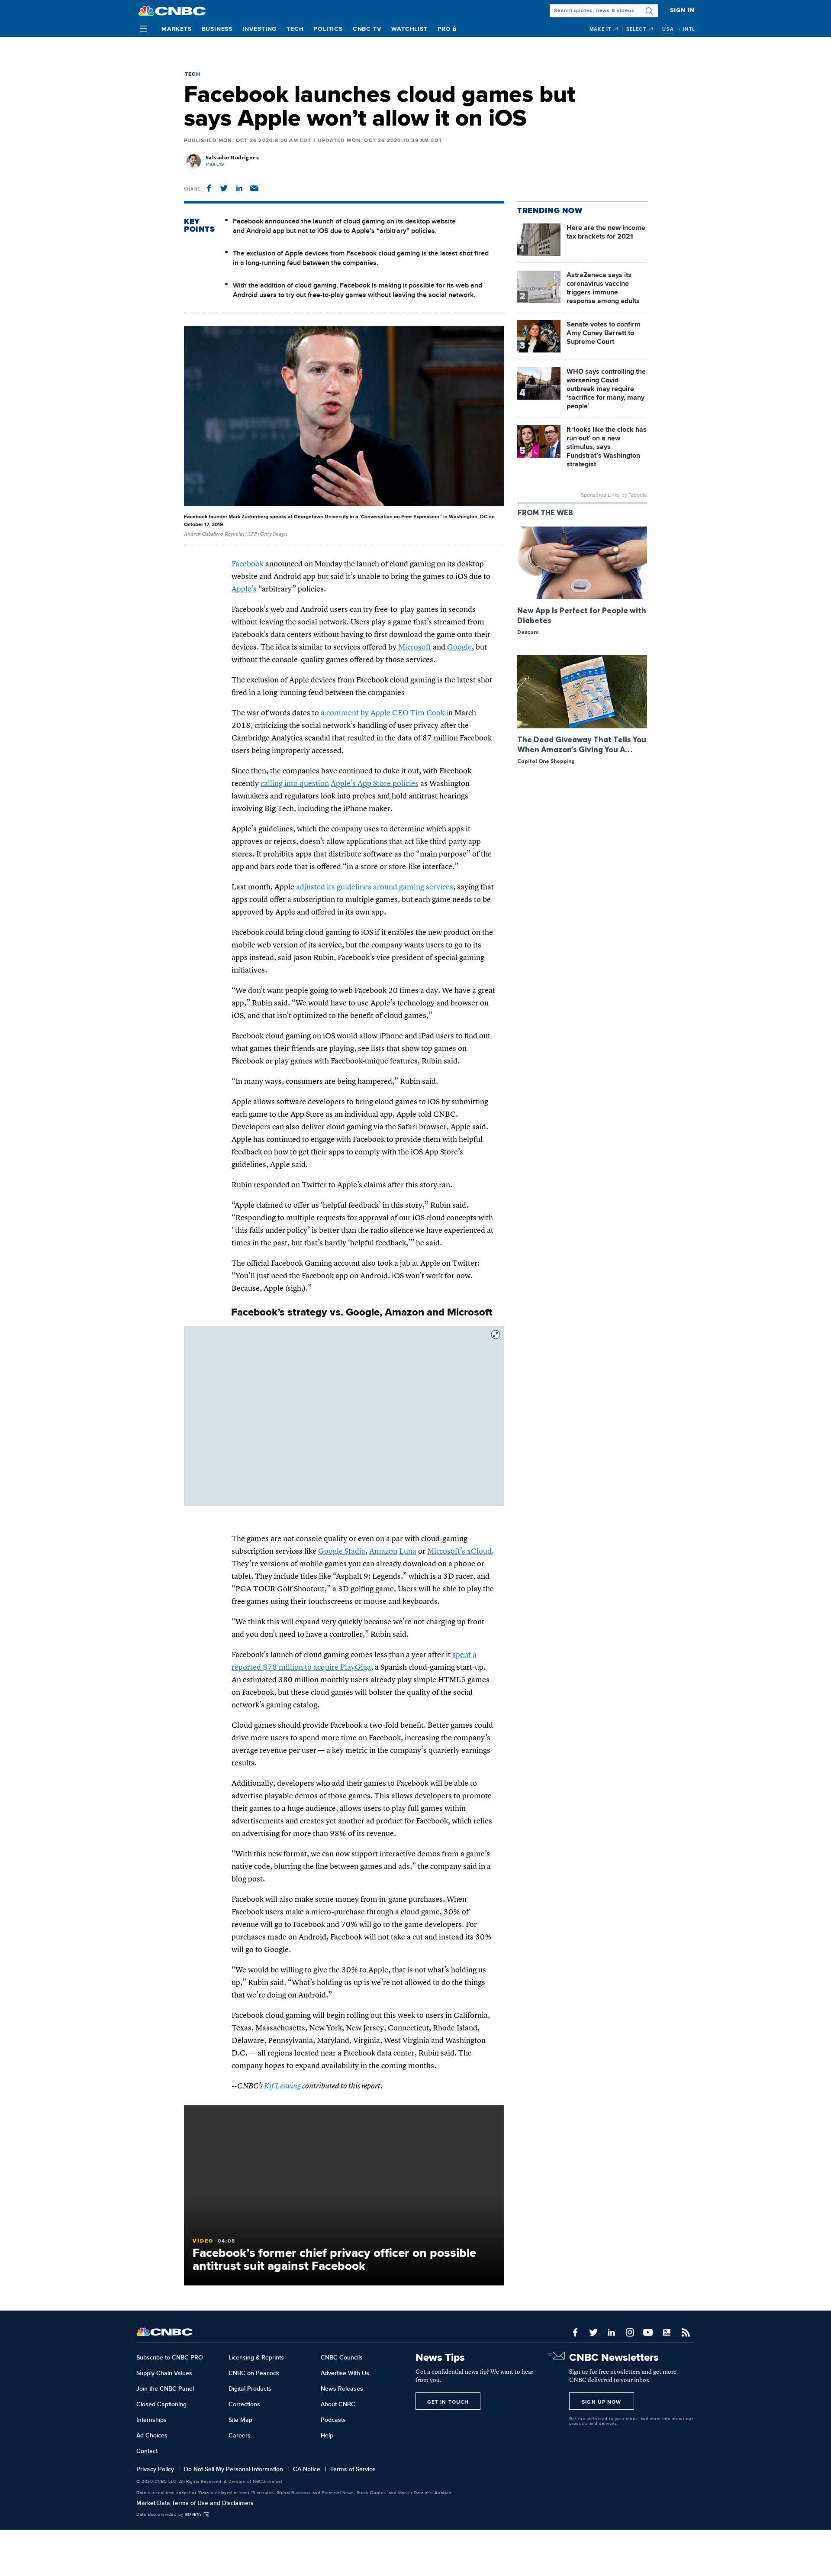 CNBC
Search quotes, news & videos
SIGN IN
MARKETS
BUSINESS
INVESTING
TECH
POLITICS
CNBC TV
WATCHLIST
PRO
MAKE IT
SELECT
USA
INTL
TECH
Facebook launches cloud games but
says Apple won’t allow it on iOS
PUBLISHED MON, OCT 26 2020•8:00 AM EDT | UPDATED MON, OCT 26 2020•10:39 AM EDT
Salvador Rodriguez
@SAL19
SHARE
KEY
POINTS
Facebook announced the launch of cloud gaming on its desktop website
and Android app but not to iOS due to Apple’s “arbitrary” policies.
The exclusion of Apple devices from Facebook cloud gaming is the latest shot fired
in a long-running feud between the companies.
With the addition of cloud gaming, Facebook is making it possible for its web and
Android users to try out free-to-play games without leaving the social network.
Facebook founder Mark Zuckerberg speaks at Georgetown University in a ‘Conversation on Free Expression” in Washington, DC on
October 17, 2019.
Andrew Caballero-Reynolds | AFP | Getty Images
Facebook announced on Monday the launch of cloud gaming on its desktop
website and Android app but said it’s unable to bring the games to iOS due to
Apple’s “arbitrary” policies.
Facebook’s web and Android users can try free-to-play games in seconds
without leaving the social network. Users play a game that’s streamed from
Facebook’s data centers without having to first download the game onto their
devices. The idea is similar to services offered by Microsoft and Google, but
without the console-quality games offered by those services.
The exclusion of Apple devices from Facebook cloud gaming is the latest shot
fired in a long-running feud between the companies
The war of words dates to a comment by Apple CEO Tim Cook in March
2018, criticizing the social network’s handling of user privacy after the
Cambridge Analytica scandal that resulted in the data of 87 million Facebook
users being improperly accessed.
Since then, the companies have continued to duke it out, with Facebook
recently calling into question Apple’s App Store policies as Washington
lawmakers and regulators look into probes and hold antitrust hearings
involving Big Tech, including the iPhone maker.
Apple’s guidelines, which the company uses to determine which apps it
approves or rejects, doesn’t allow applications that act like third-party app
stores. It prohibits apps that distribute software as the “main purpose” of the
app and bars code that is offered “in a store or store-like interface.”
Last month, Apple adjusted its guidelines around gaming services, saying that
apps could offer a subscription to multiple games, but each game needs to be
approved by Apple and offered in its own app.
Facebook could bring cloud gaming to iOS if it enables the new product on the
mobile web version of its service, but the company wants users to go to its
apps instead, said Jason Rubin, Facebook’s vice president of special gaming
initiatives.
“We don’t want people going to web Facebook 20 times a day. We have a great
app,” Rubin said. “We would have to use Apple’s technology and browser on
iOS, and that isn’t optimized to the benefit of cloud games.”
Facebook cloud gaming on iOS would allow iPhone and iPad users to find out
what games their friends are playing, see lists that show top games on
Facebook or play games with Facebook-unique features, Rubin said.
“In many ways, consumers are being hampered,” Rubin said.
Apple allows software developers to bring cloud games to iOS by submitting
each game to the App Store as an individual app, Apple told CNBC.
Developers can also deliver cloud gaming via the Safari browser, Apple said.
Apple has continued to engage with Facebook to provide them with helpful
feedback on how to get their apps to comply with the iOS App Store’s
guidelines, Apple said.
Rubin responded on Twitter to Apple’s claims after this story ran.
“Apple claimed to offer us ‘helpful feedback’ in this story,” Rubin said.
“Responding to multiple requests for approval of our iOS cloud concepts with
“this fails under policy’ is better than the radio silence we have experienced at
times in the past, but that’s hardly ‘helpful feedback,’” he said.
The official Facebook Gaming account also took a jab at Apple on Twitter:
“You’ll just need the Facebook app on Android. iOS won’t work for now.
Because, Apple (sigh.).”
Facebook’s strategy vs. Google, Amazon and Microsoft
The games are not console quality or even on a par with cloud-gaming
subscription services like Google Stadia, Amazon Luna or Microsoft’s xCloud.
They’re versions of mobile games you can already download on a phone or
tablet. They include titles like “Asphalt 9: Legends,” which is a 3D racer, and
“PGA TOUR Golf Shootout,” a 3D golfing game. Users will be able to play the
free games using their touchscreens or mouse and keyboards.
“We think this will expand very quickly because we’re not charging up front
and you don’t need to have a controller,” Rubin said.
Facebook’s launch of cloud gaming comes less than a year after it spent a
reported $78 million to acquire PlayGiga, a Spanish cloud-gaming start-up.
An estimated 380 million monthly users already play simple HTML5 games
on Facebook, but these cloud games will bolster the quality of the social
network’s gaming catalog.
Cloud games should provide Facebook a two-fold benefit. Better games could
drive more users to spend more time on Facebook, increasing the company’s
average revenue per user — a key metric in the company’s quarterly earnings
results.
Additionally, developers who add their games to Facebook will be able to
advertise playable demos of those games. This allows developers to promote
their games to a huge audience, allows users to play full games within
advertisements and creates yet another ad product for Facebook, which relies
on advertising for more than 98% of its revenue.
“With this new format, we can now support interactive demos from a game’s
native code, blurring the line between games and ads,” the company said in a
blog post.
Facebook will also make some money from in-game purchases. When
Facebook users make a micro-purchase through a cloud game, 30% of
revenue will go to Facebook and 70% will go to the game developers. For
purchases made on Android, Facebook will not take a cut and instead its 30%
will go to Google.
“We would be willing to give the 30% to Apple, that is not what’s holding us
up,” Rubin said. “What’s holding us up is we’re not allowed to do the things
that we’re doing on Android.”
Facebook cloud gaming will begin rolling out this week to users in California,
Texas, Massachusetts, New York, New Jersey, Connecticut, Rhode Island,
Delaware, Pennsylvania, Maryland, Virginia, West Virginia and Washington
D.C. — all regions located near a Facebook data center, Rubin said. The
company hopes to expand availability in the coming months.
--CNBC’s Kif Leswing contributed to this report.
VIDEO 04:08
Facebook’s former chief privacy officer on possible
antitrust suit against Facebook
TRENDING NOW
1
Here are the new income
tax brackets for 2021
2
AstraZeneca says its
coronavirus vaccine
triggers immune
response among adults
3
Senate votes to confirm
Amy Coney Barrett to
Supreme Court
4
WHO says controlling the
worsening Covid
outbreak may require
‘sacrifice for many, many
people’
5
It ‘looks like the clock has
run out’ on a new
stimulus, says
Fundstrat’s Washington
strategist
Sponsored Links by Taboola
FROM THE WEB
New App Is Perfect for People with
Diabetes
Dexcom
The Dead Giveaway That Tells You
When Amazon's Giving You A…
Capital One Shopping
CNBC
Subscribe to CNBC PRO
Supply Chain Values
Join the CNBC Panel
Closed Captioning
Internships
Ad Choices
Contact
Licensing & Reprints
CNBC on Peacock
Digital Products
Corrections
Site Map
Careers
CNBC Councils
Advertise With Us
News Releases
About CNBC
Podcasts
Help
News Tips
Got a confidential news tip? We want to hear
from you.
GET IN TOUCH
CNBC Newsletters
Sign up for free newsletters and get more
CNBC delivered to your inbox
SIGN UP NOW
Get this delivered to your inbox, and more info about our
products and services.
Privacy Policy | Do Not Sell My Personal Information | CA Notice | Terms of Service
© 2020 CNBC LLC. All Rights Reserved. A Division of NBCUniversal
Data is a real-time snapshot *Data is delayed at least 15 minutes. Global Business and Financial News, Stock Quotes, and Market Data and Analysis.
Market Data Terms of Use and Disclaimers
Data also provided by REFINITIV